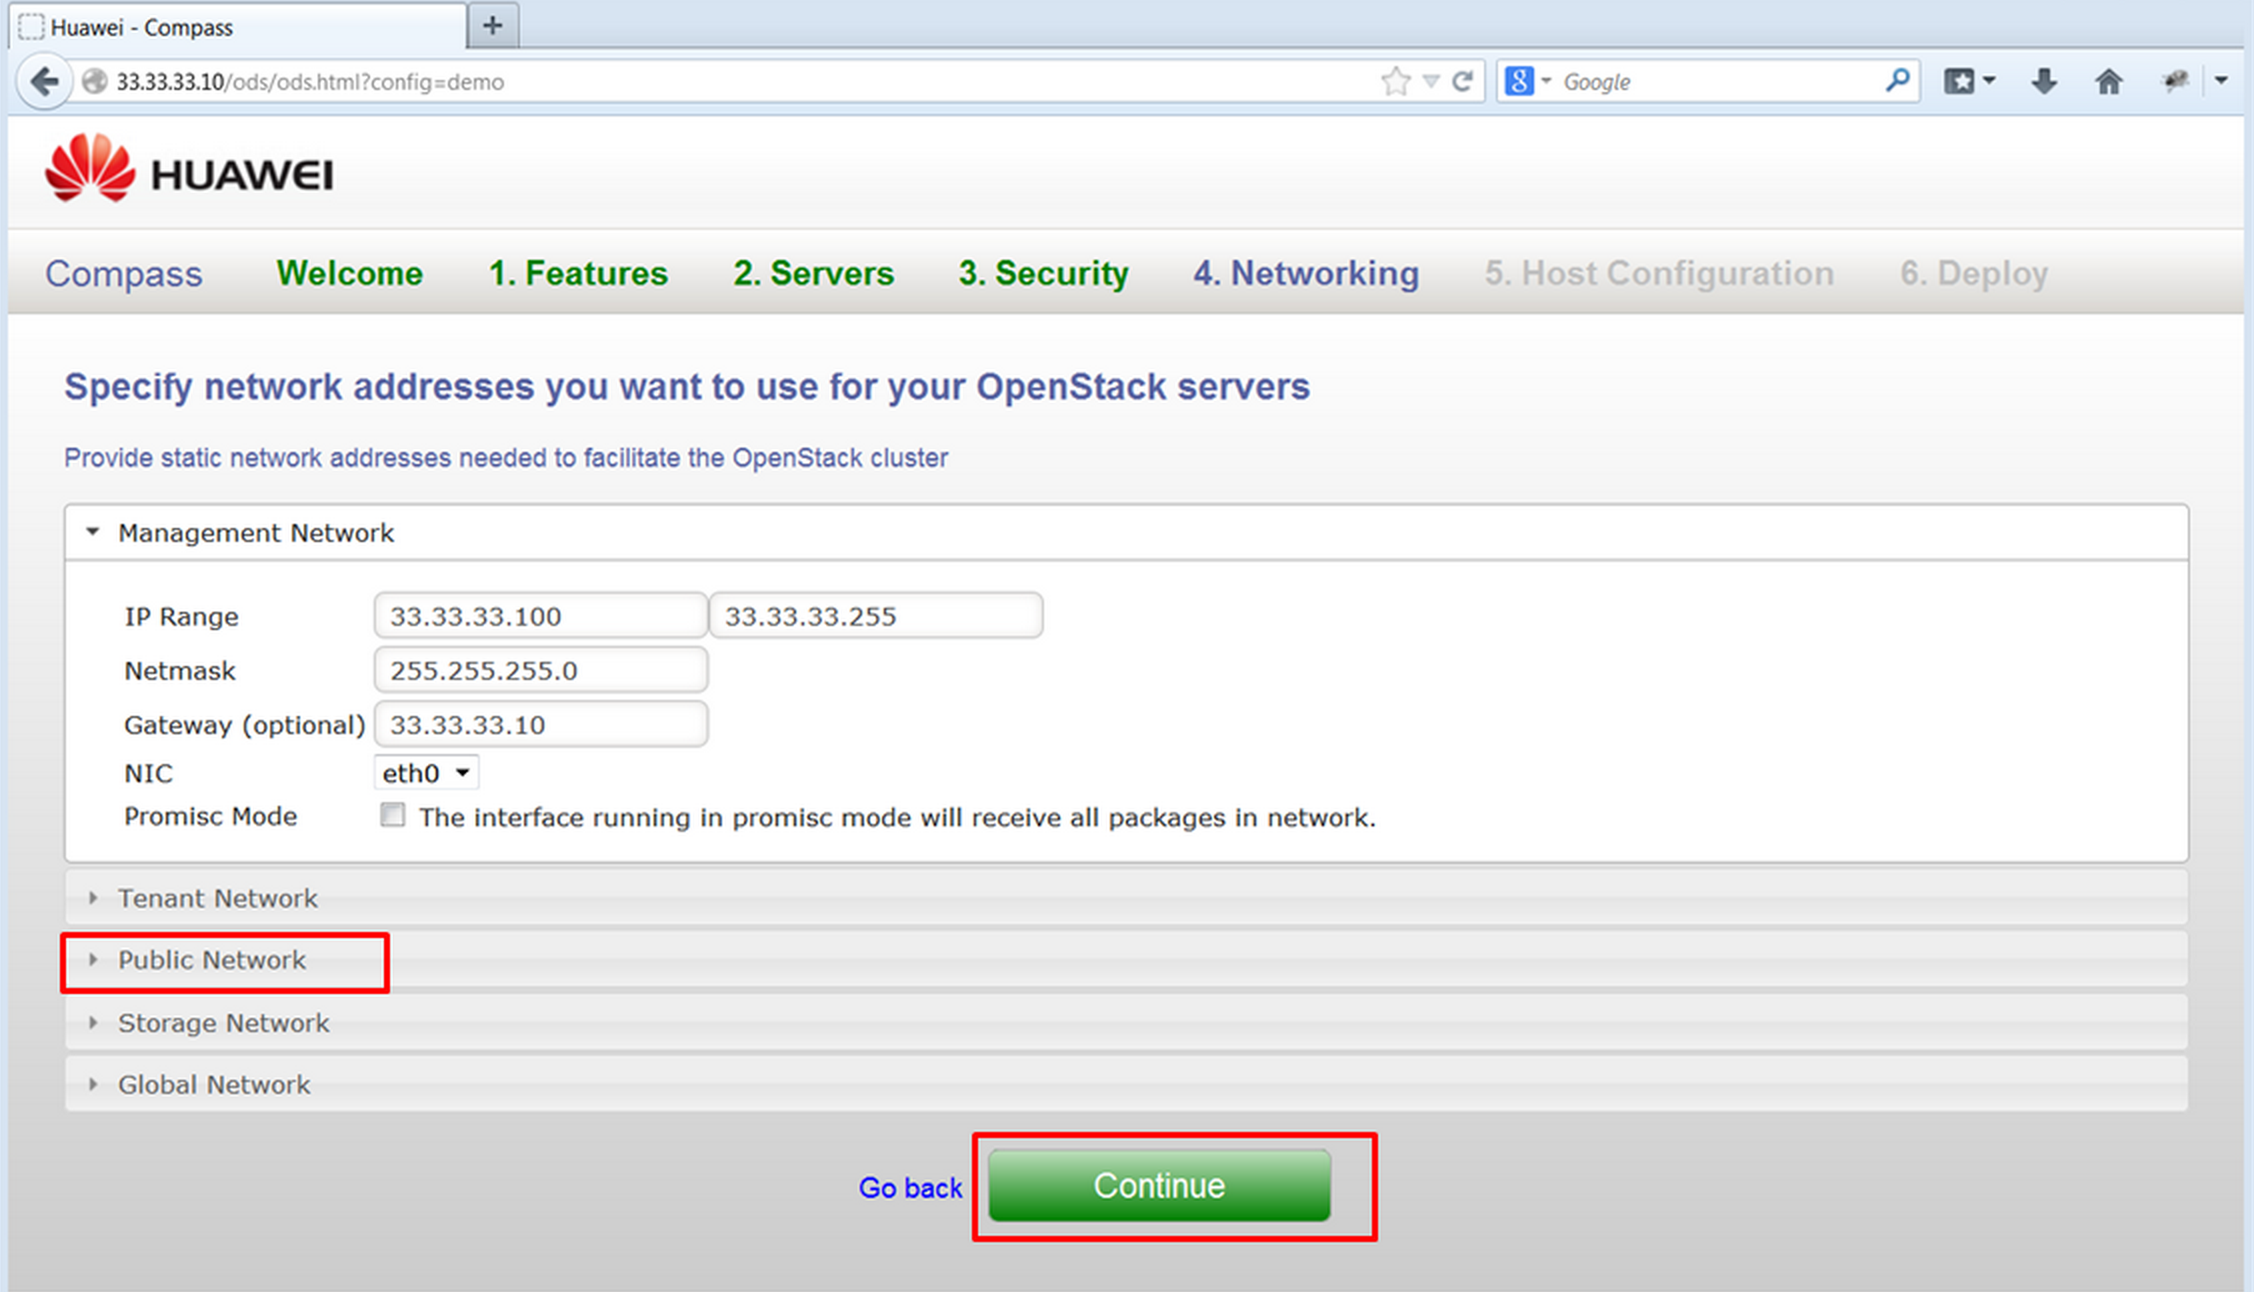 Huawei - Compass
33.33.33.10/ods/ods.html?config=demo
Google
HUAWEI
Compass Welcome 1. Features 2. Servers 3. Security 4. Networking 5. Host Configuration 6. Deploy
Specify network addresses you want to use for your OpenStack servers
Provide static network addresses needed to facilitate the OpenStack cluster
Management Network
IP Range 33.33.33.100 33.33.33.255
Netmask 255.255.255.0
Gateway (optional) 33.33.33.10
NIC eth0
Promisc Mode The interface running in promisc mode will receive all packages in network.
Tenant Network
Public Network
Storage Network
Global Network
Go back Continue